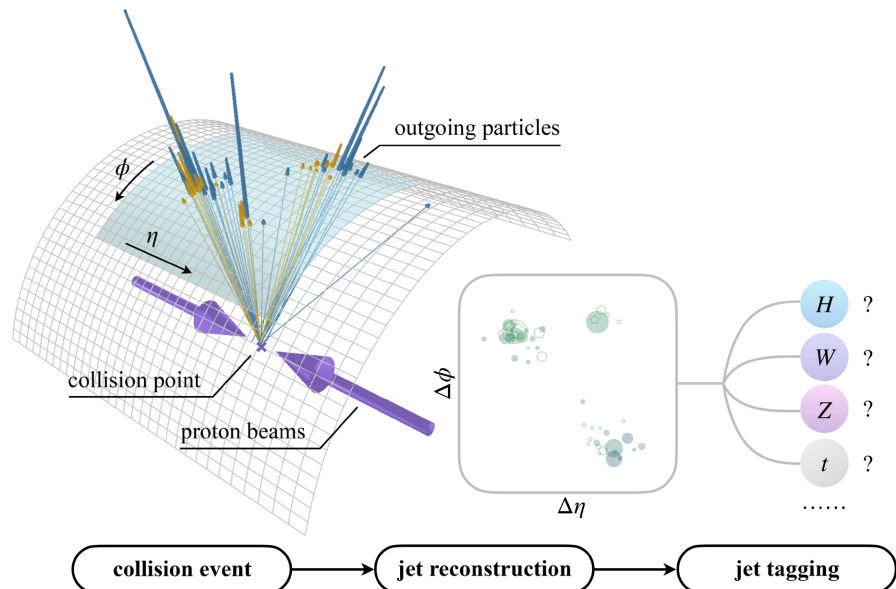 outgoing particles
ϕ
η
collision point
proton beams
Δϕ
Δη
H ?
W ?
Z ?
t ?
……
collision event
jet reconstruction
jet tagging